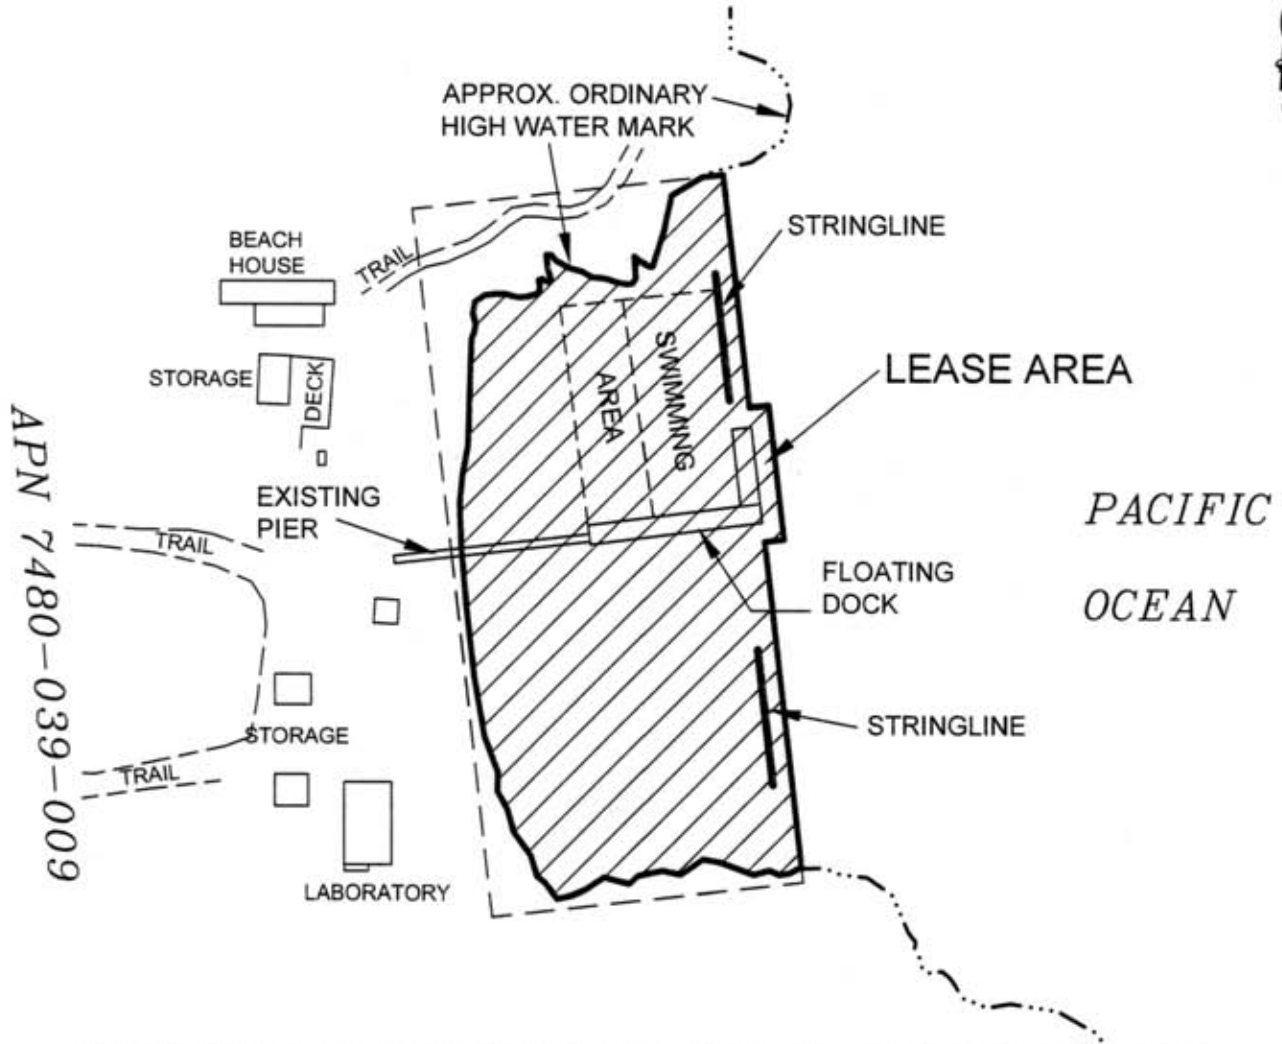 APPROX. ORDINARY
HIGH WATER MARK
STRINGLINE
BEACH
HOUSE
TRAIL
STORAGE
DECK
SWIMMING
AREA
LEASE AREA
EXISTING
PIER
PACIFIC
OCEAN
TRAIL
FLOATING
DOCK
APN 7480-039-009
STORAGE
STRINGLINE
TRAIL
LABORATORY